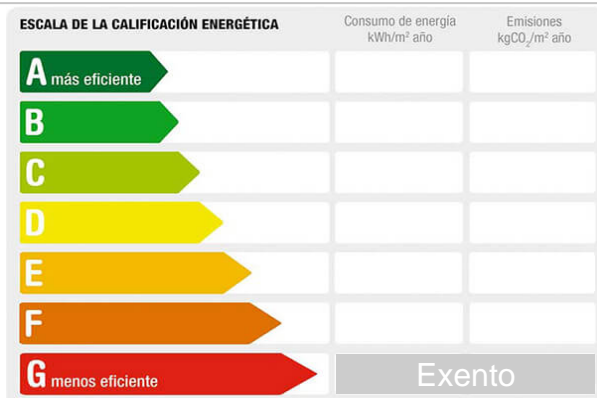 ESCALA DE LA CALIFICACIÓN ENERGÉTICA
Consumo de energía
kWh/m² año
Emisiones
kgCO₂/m² año
A más eficiente
B
C
D
E
F
G menos eficiente
Exento